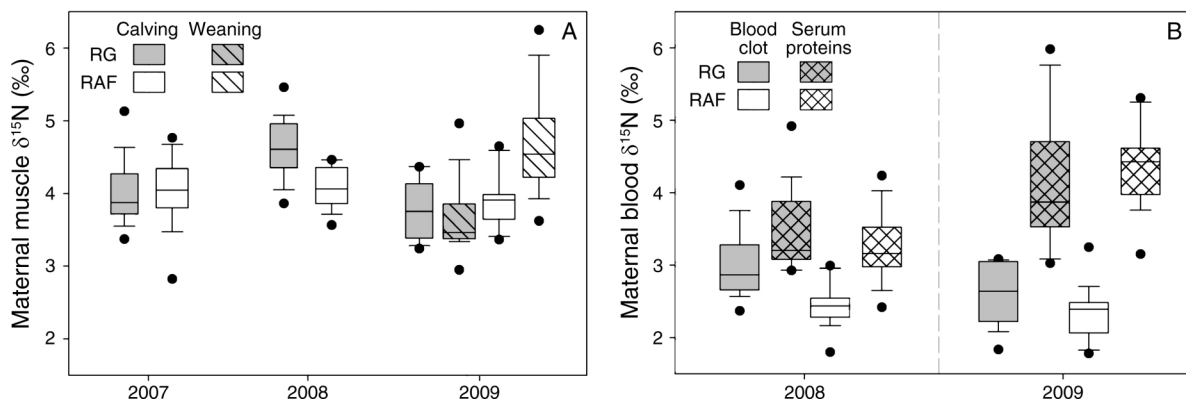 Calving Weaning
RG
RAF
A
Maternal muscle δ¹⁵N (‰)
6
5
4
3
2
2007
2008
2009
Blood clot
Serum proteins
RG
RAF
B
Maternal blood δ¹⁵N (‰)
6
5
4
3
2
2008
2009